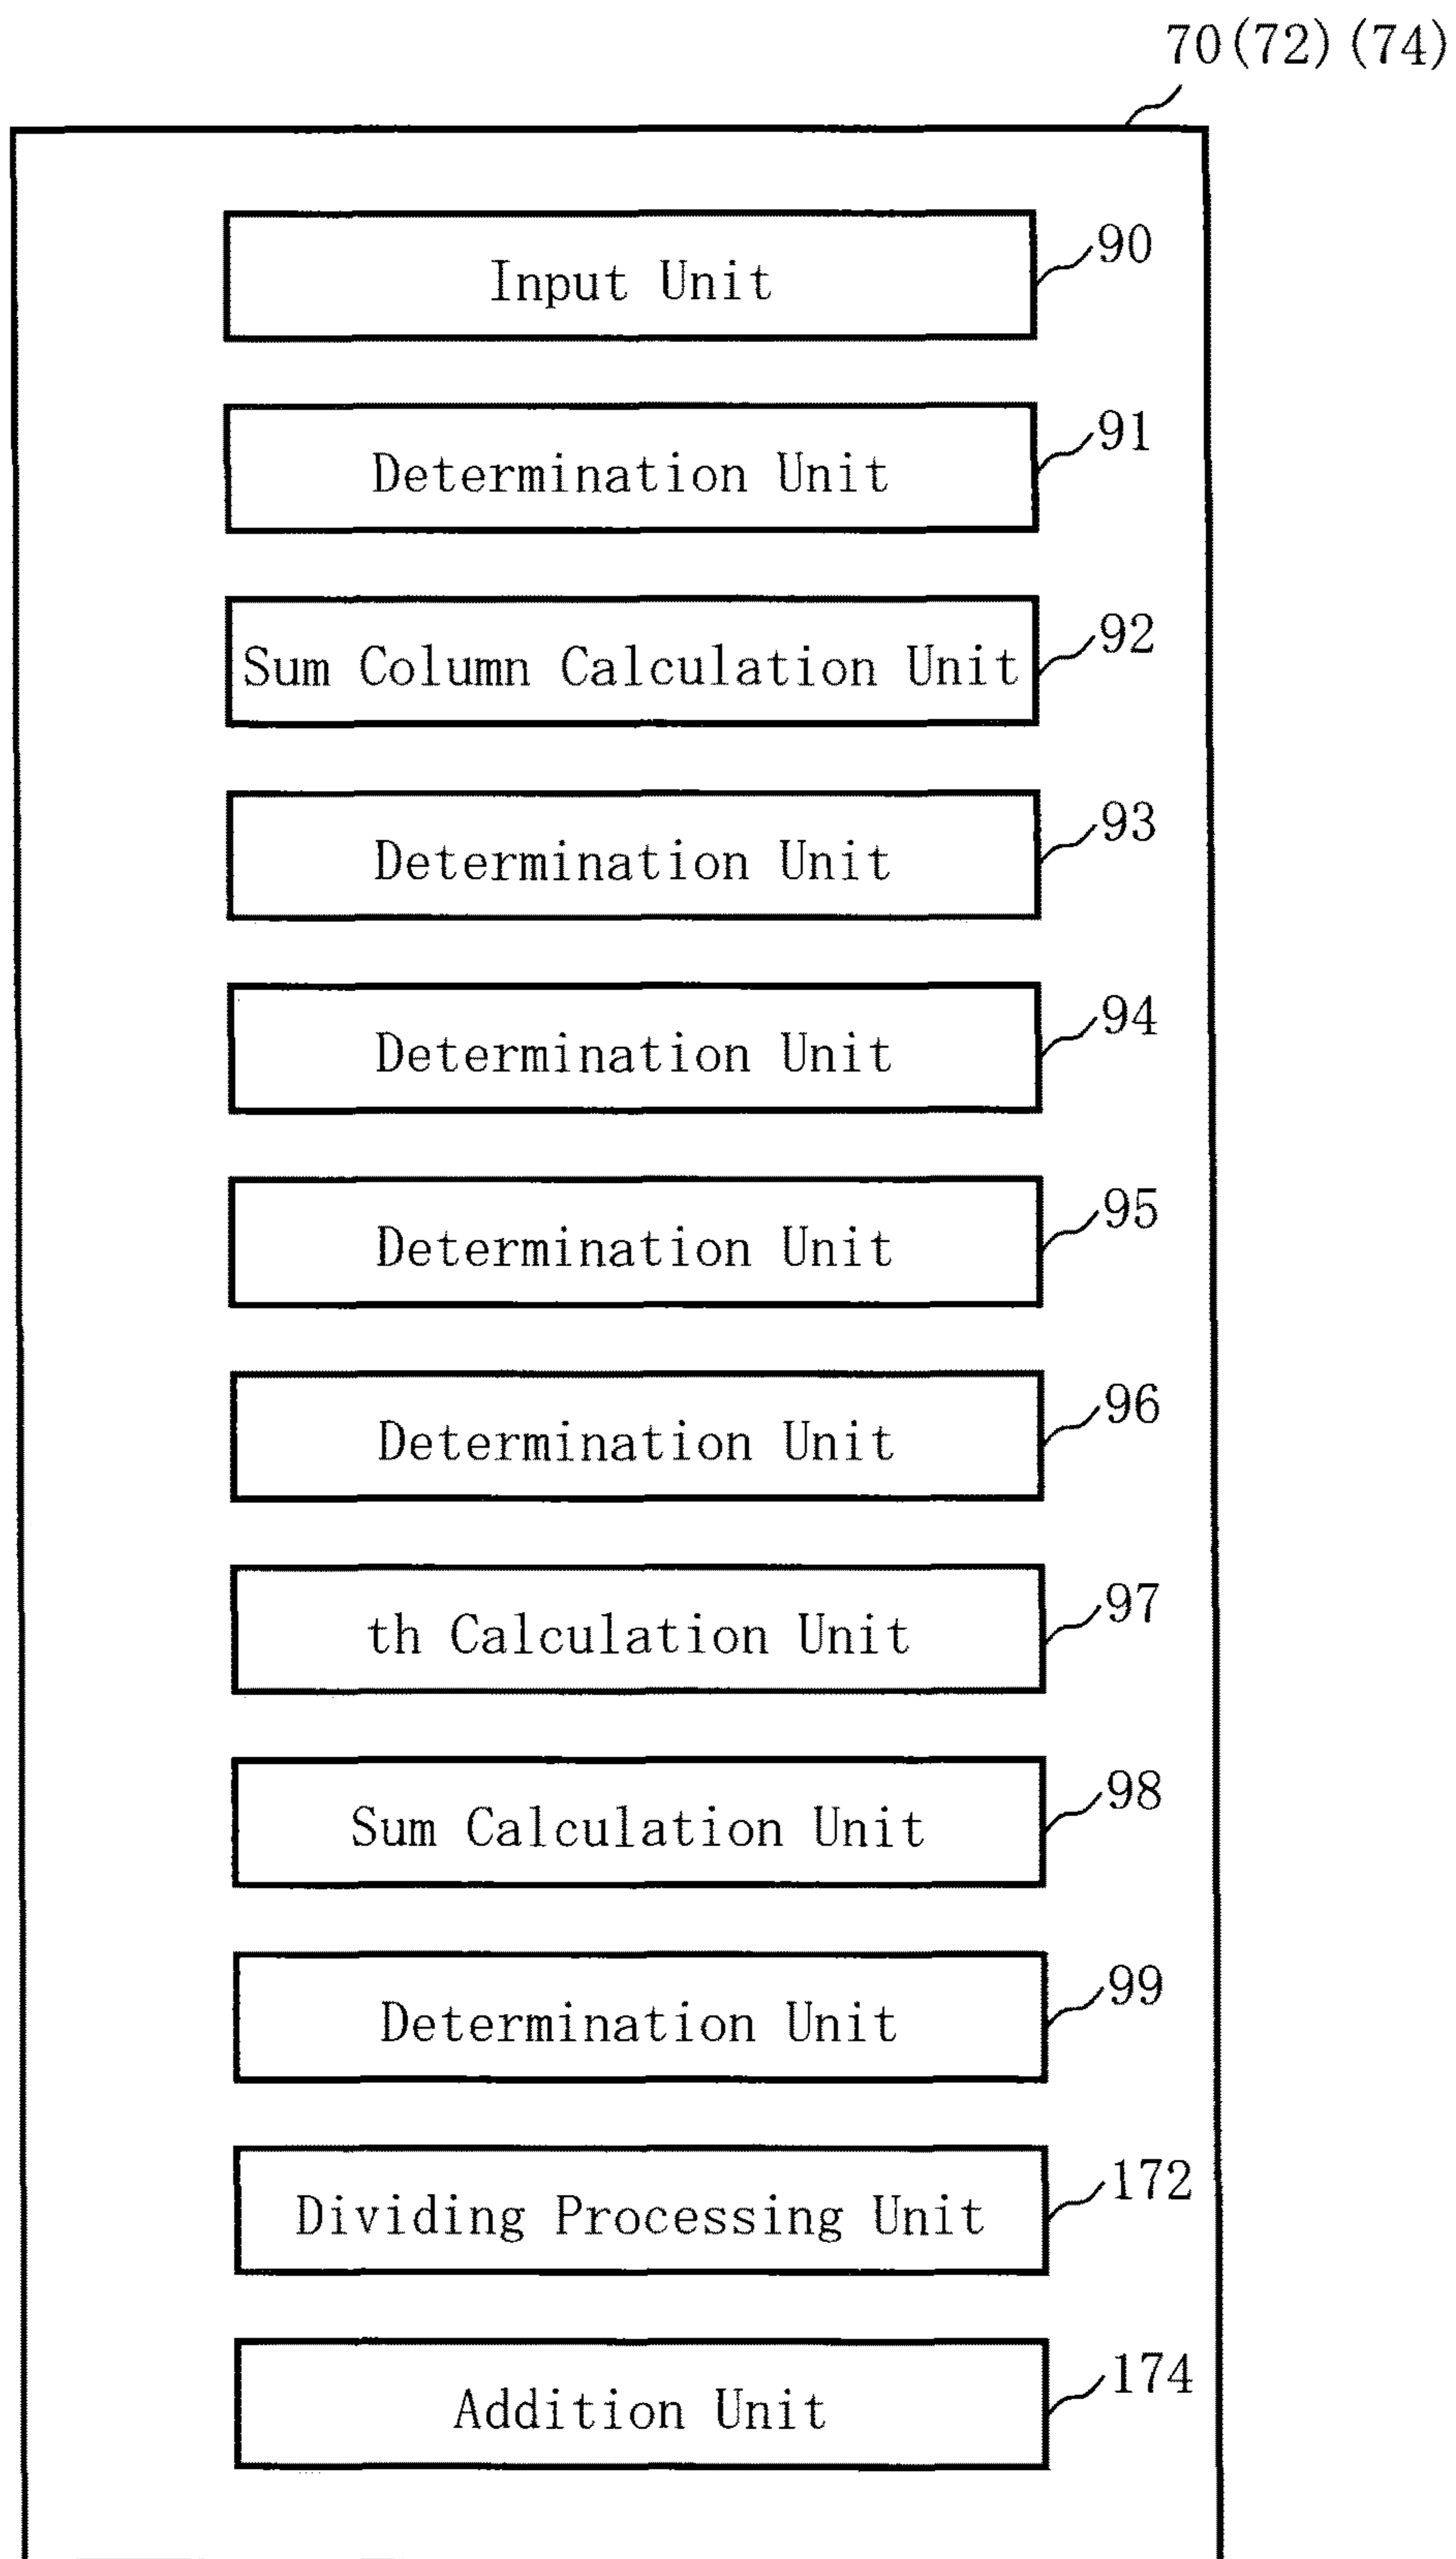 70(72)(74)
Input Unit 90
Determination Unit 91
Sum Column Calculation Unit 92
Determination Unit 93
Determination Unit 94
Determination Unit 95
Determination Unit 96
th Calculation Unit 97
Sum Calculation Unit 98
Determination Unit 99
Dividing Processing Unit 172
Addition Unit 174